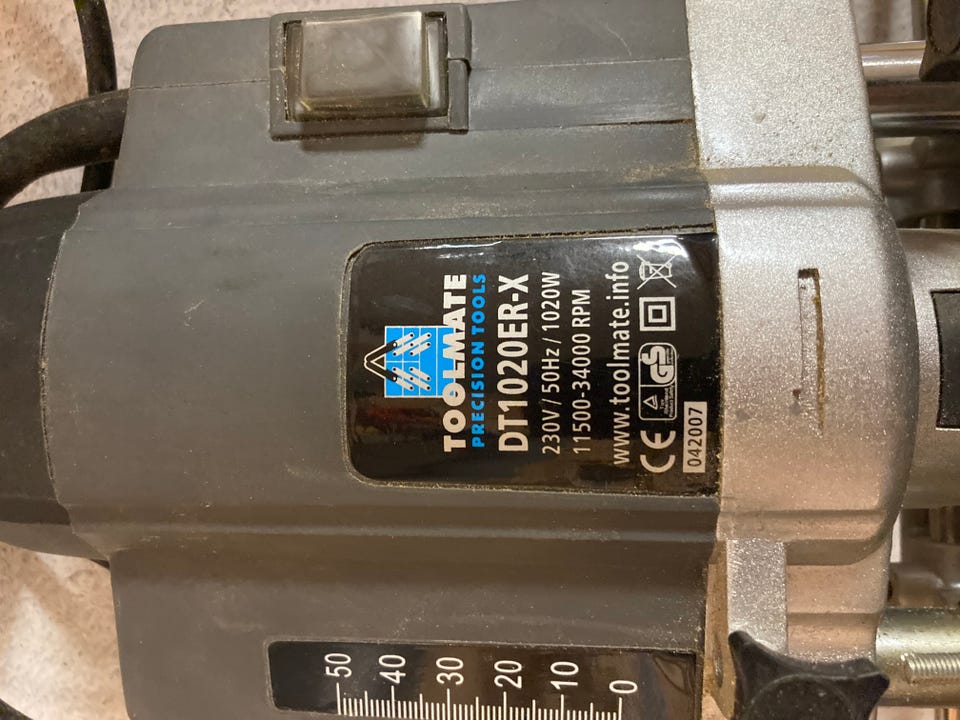 TOOLMATE
PRECISION TOOLS
DT1020ER-X
230V / 50Hz / 1020W
11500-34000 RPM
www.toolmate.info
CE
GS
042007
50
40
30
20
10
0